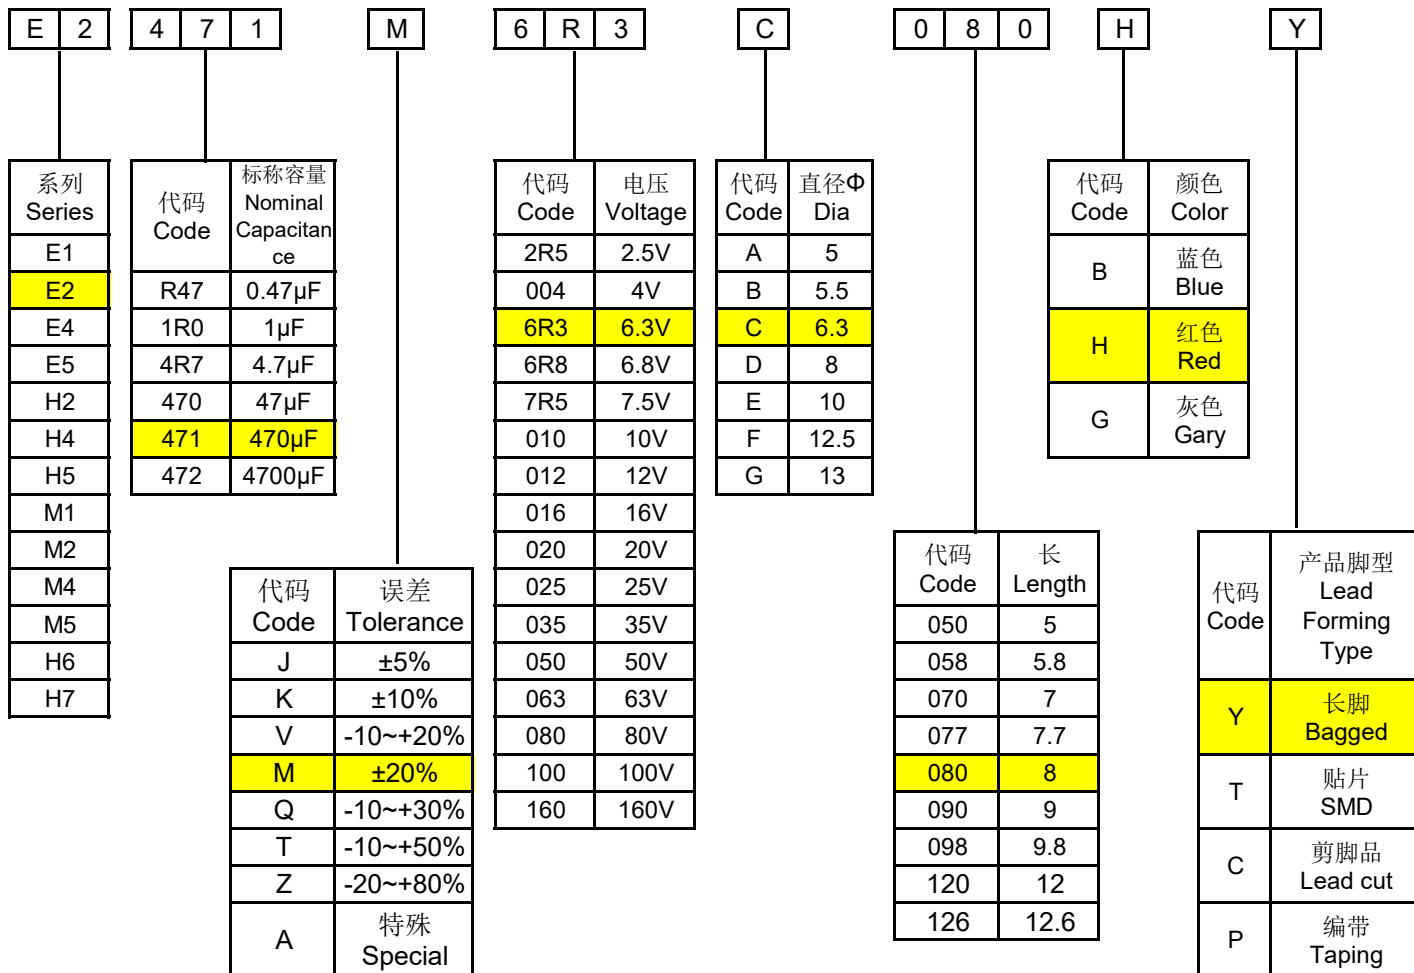 E 2 4 7 1 M 6 R 3 C 0 8 0 H Y
系列
Series
E1
E2
E4
E5
H2
H4
H5
M1
M2
M4
M5
H6
H7
代码
Code
标称容量
Nominal
Capacitan
ce
R47 0.47µF
1R0 1µF
4R7 4.7µF
470 47µF
471 470µF
472 4700µF
代码 误差
Code Tolerance
J ±5%
K ±10%
V -10~+20%
M ±20%
Q -10~+30%
T -10~+50%
Z -20~+80%
A 特殊
Special
代码 电压
Code Voltage
2R5 2.5V
004 4V
6R3 6.3V
6R8 6.8V
7R5 7.5V
010 10V
012 12V
016 16V
020 20V
025 25V
035 35V
050 50V
063 63V
080 80V
100 100V
160 160V
代码 直径Φ
Code Dia
A 5
B 5.5
C 6.3
D 8
E 10
F 12.5
G 13
代码 长
Code Length
050 5
058 5.8
070 7
077 7.7
080 8
090 9
098 9.8
120 12
126 12.6
代码 颜色
Code Color
B 蓝色
Blue
H 红色
Red
G 灰色
Gary
代码
Code
产品脚型
Lead
Forming
Type
Y 长脚
Bagged
T 贴片
SMD
C 剪脚品
Lead cut
P 编带
Taping